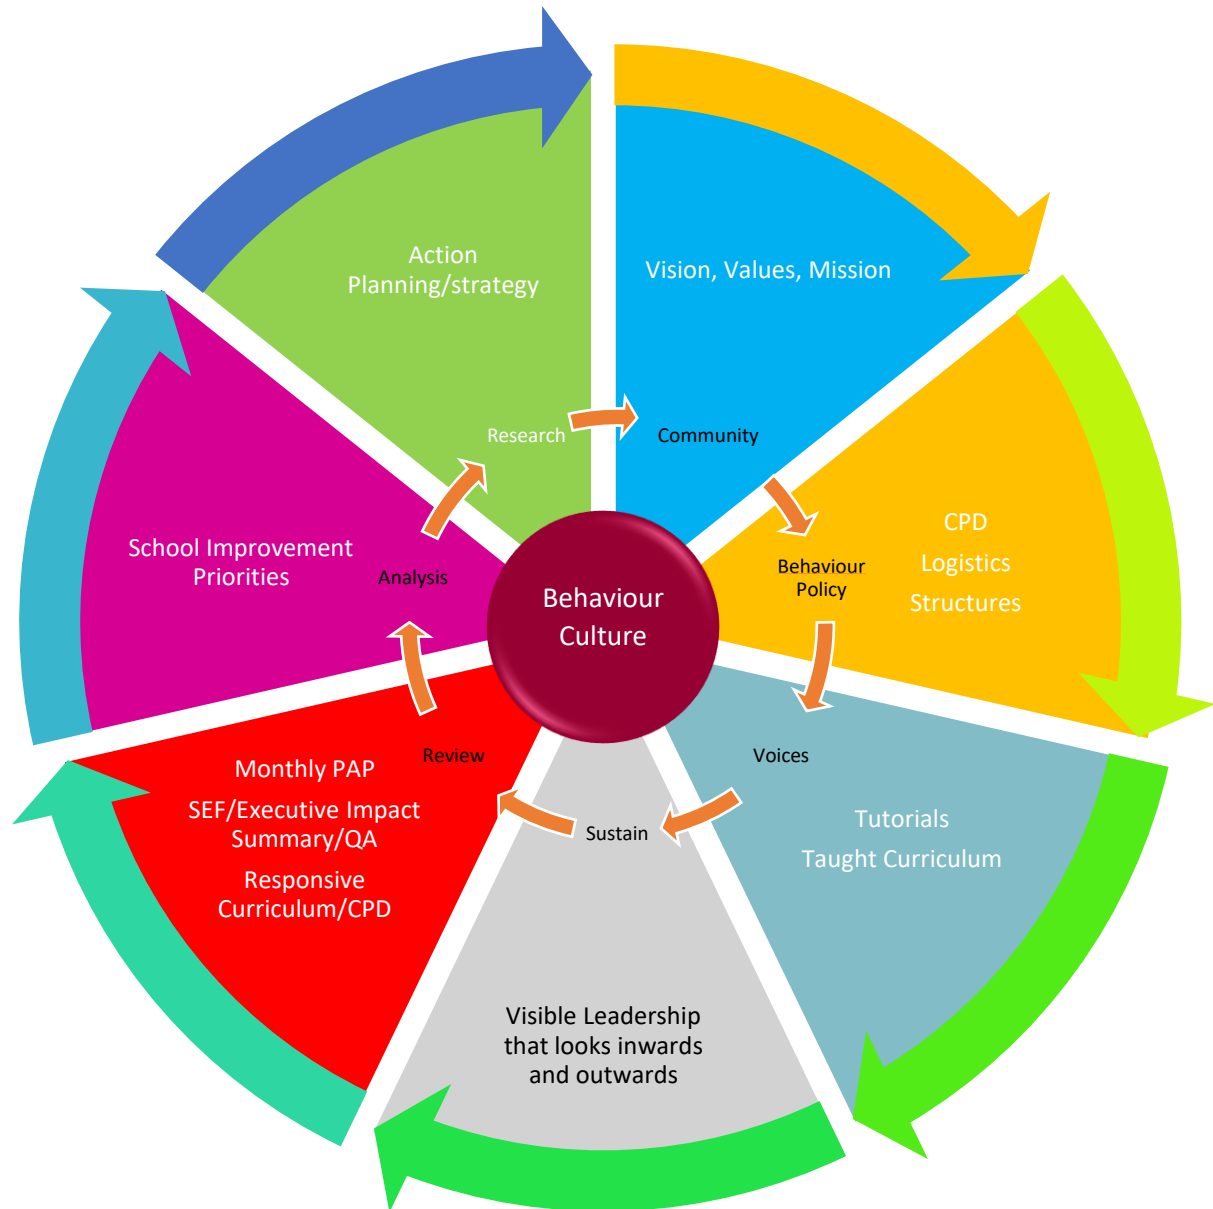 Action
Planning/strategy
Research
Vision, Values, Mission
Community
CPD
Logistics
Structures
Behaviour
Policy
Voices
Tutorials
Taught Curriculum
Sustain
Visible Leadership
that looks inwards
and outwards
Review
Monthly PAP
SEF/Executive Impact
Summary/QA
Responsive
Curriculum/CPD
School Improvement
Priorities
Analysis
Behaviour
Culture